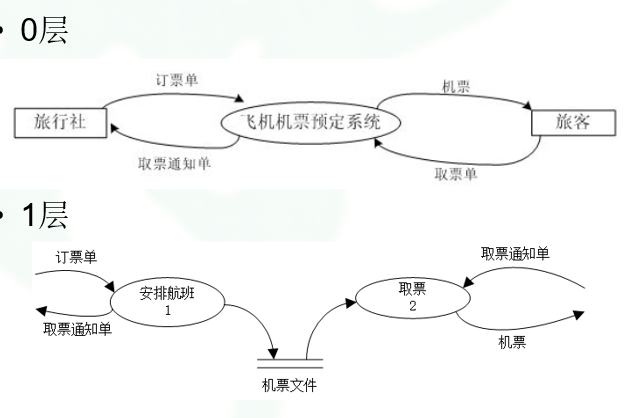 • 0层
订票单
机票
旅行社
飞机机票预定系统
旅客
取票通知单
取票单
• 1层
订票单
取票通知单
安排航班
1
取票
2
取票通知单
机票
机票文件